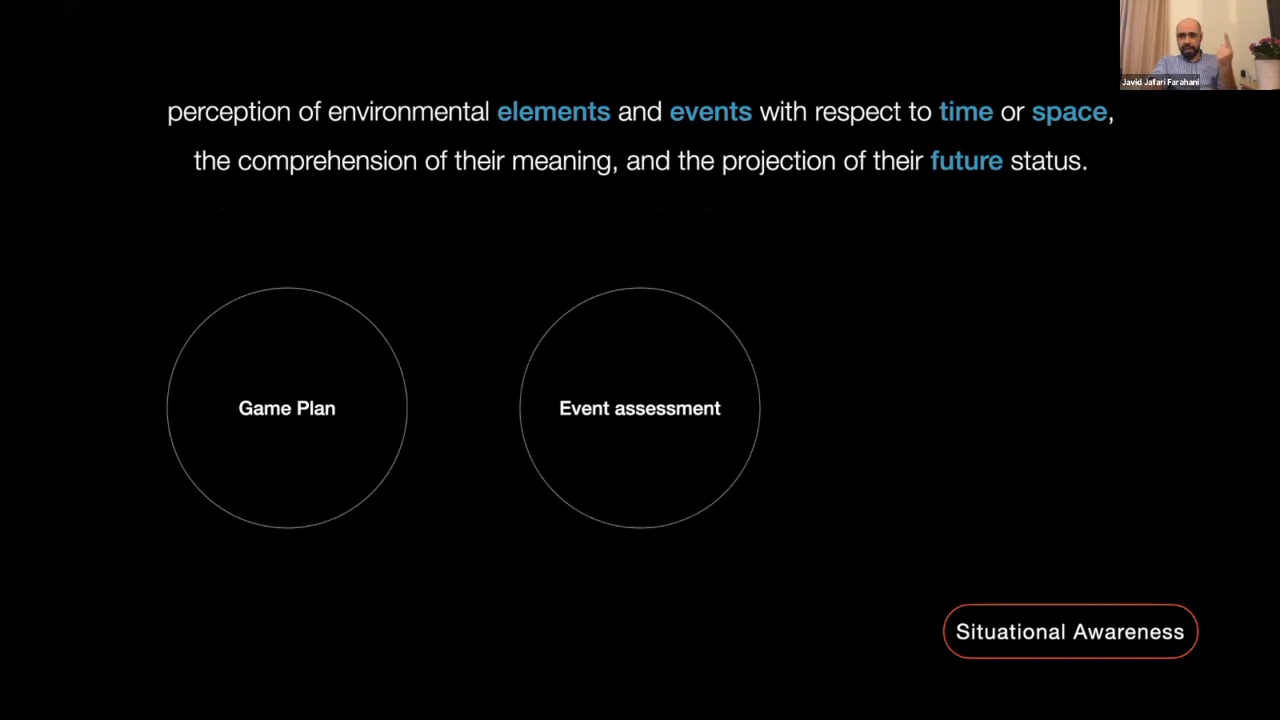 Javid Jafari Farahani
perception of environmental elements and events with respect to time or space,
the comprehension of their meaning, and the projection of their future status.
Game Plan
Event assessment
Situational Awareness